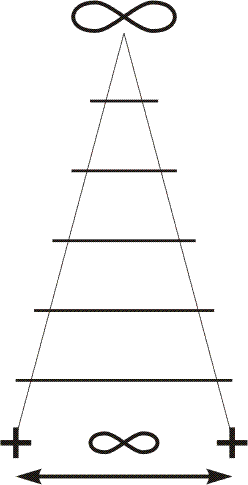 ∞
+ ∞ +